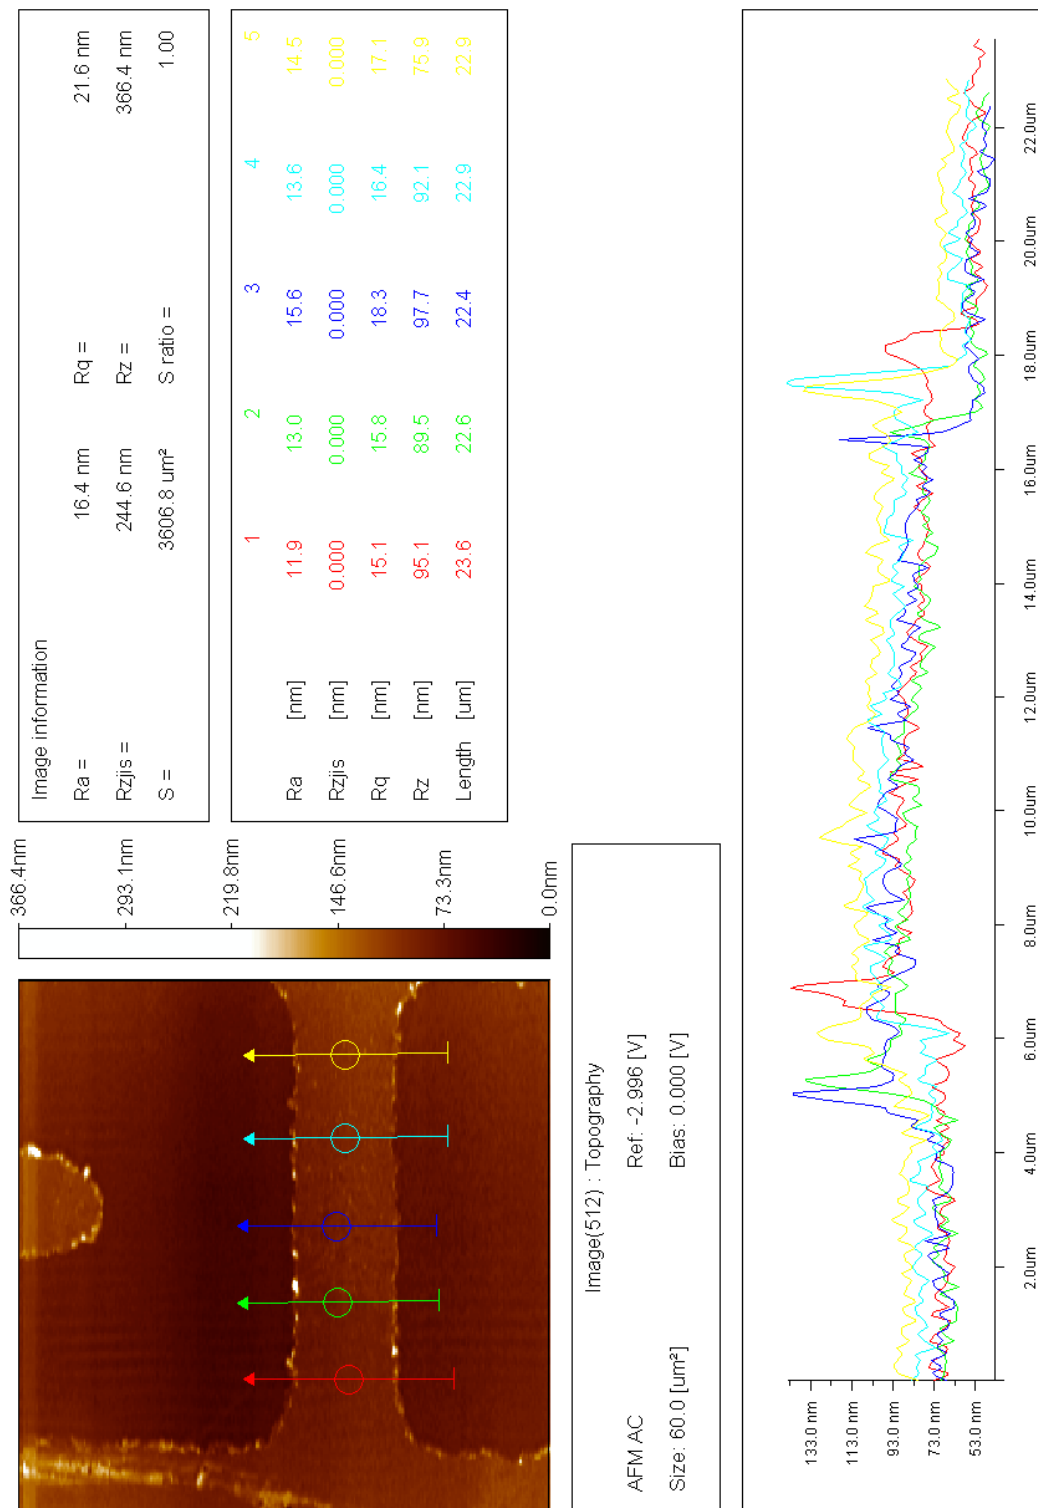 366.4nm
293.1nm
219.8nm
146.6nm
73.3nm
0.0nm
Image information
Ra = 16.4 nm Rq = 21.6 nm
Rzjis = 244.6 nm Rz = 366.4 nm
S = 3606.8 um² S ratio = 1.00
1 2 3 4 5
Ra [nm] 11.9 13.0 15.6 13.6 14.5
Rzjis [nm] 0.000 0.000 0.000 0.000 0.000
Rq [nm] 15.1 15.8 18.3 16.4 17.1
Rz [nm] 95.1 89.5 97.7 92.1 75.9
Length [um] 23.6 22.6 22.4 22.9 22.9
Image(512) : Topography
AFM AC Ref: -2.996 [V]
Size: 60.0 [um²] Bias: 0.000 [V]
133.0 nm
113.0 nm
93.0 nm
73.0 nm
53.0 nm
2.0um 4.0um 6.0um 8.0um 10.0um 12.0um 14.0um 16.0um 18.0um 20.0um 22.0um